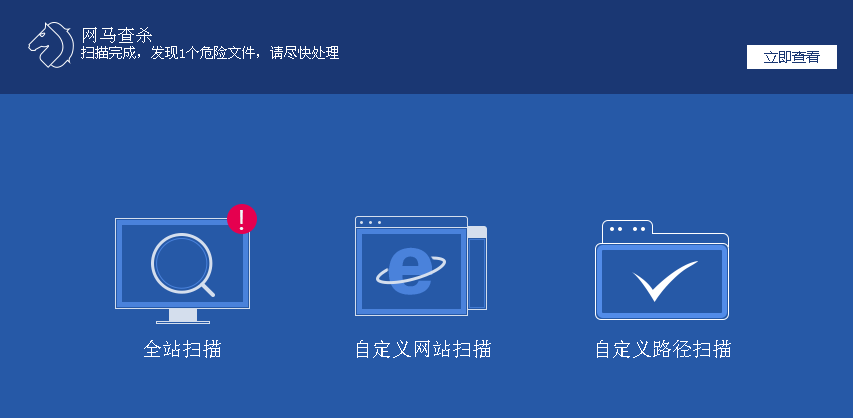 网马查杀
扫描完成，发现1个危险文件，请尽快处理
立即查看
全站扫描
自定义网站扫描
自定义路径扫描